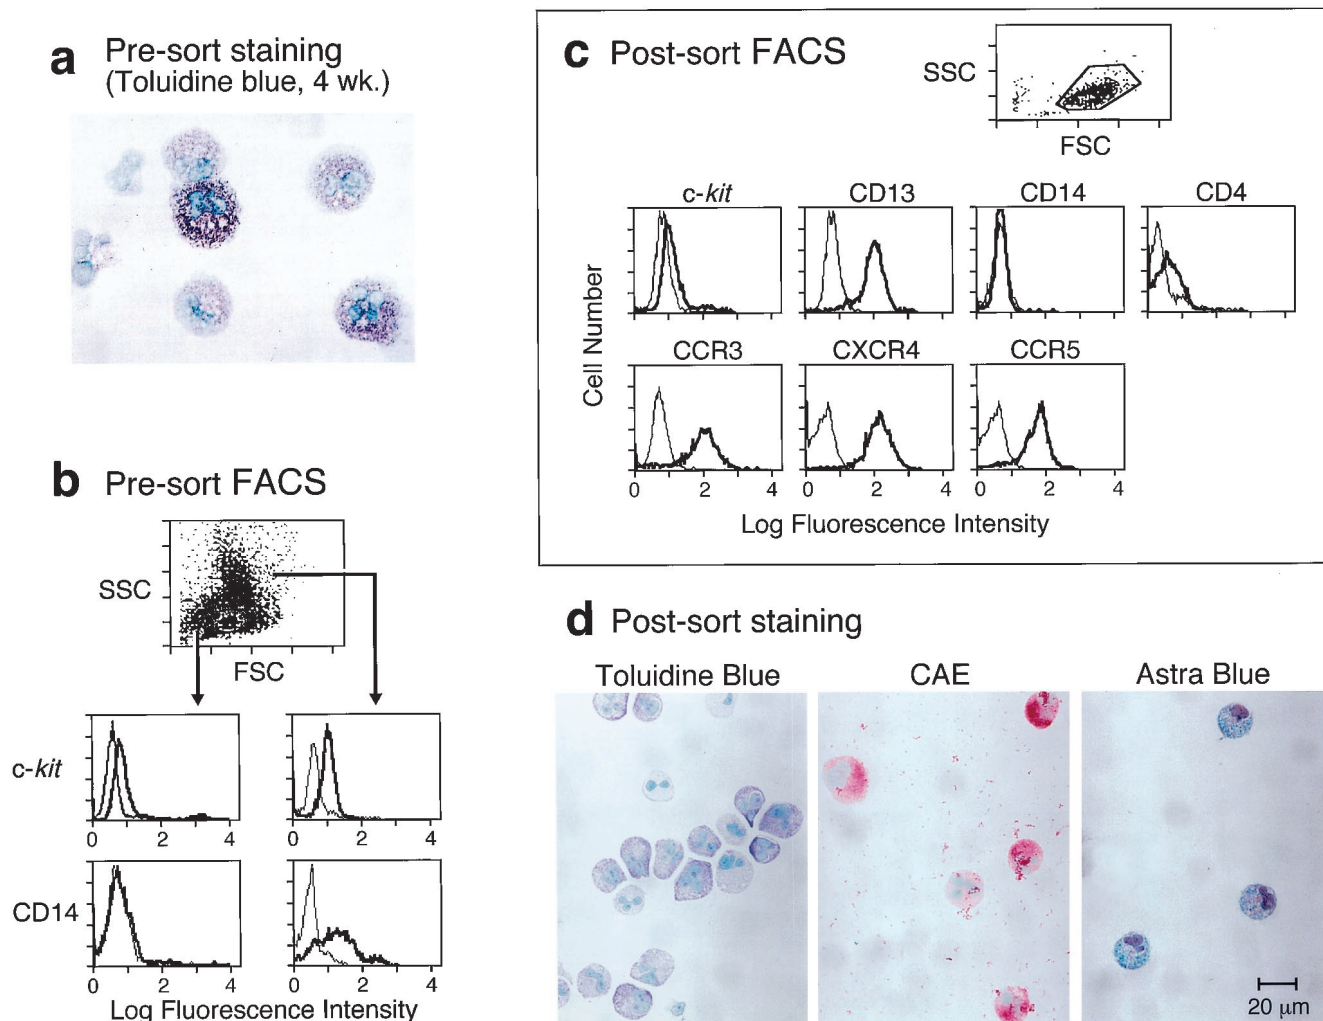 a Pre-sort staining
(Toluidine blue, 4 wk.)
b Pre-sort FACS
SSC
FSC
c-kit
0 2 4
0 2 4
CD14
0 2 4
0 2 4
Log Fluorescence Intensity
c Post-sort FACS
SSC
FSC
c-kit CD13 CD14 CD4
Cell Number
CCR3 CXCR4 CCR5
0 2 4
0 2 4
0 2 4
Log Fluorescence Intensity
d Post-sort staining
Toluidine Blue CAE Astra Blue
20 µm